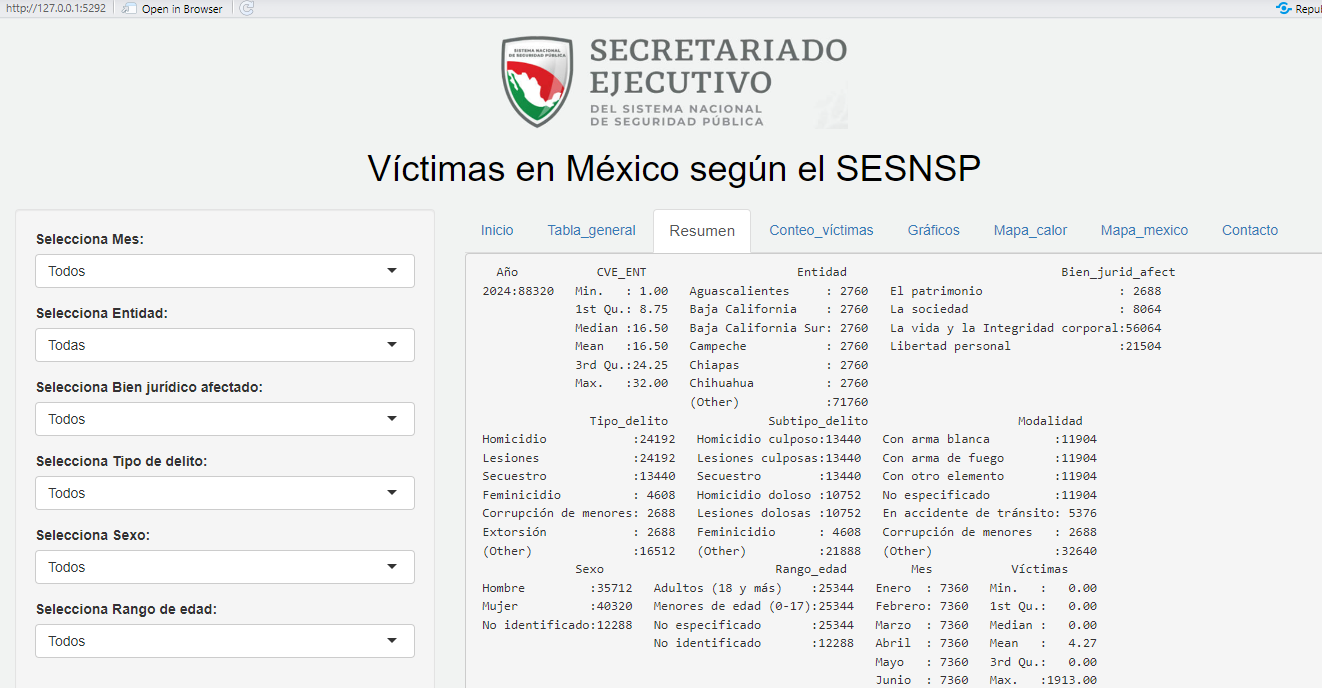 http://127.0.0.1:5292 Open in Browser Repu
SISTEMA NACIONAL
DE SEGURIDAD PÚBLICA
SECRETARIADO
EJECUTIVO
DEL SISTEMA NACIONAL
DE SEGURIDAD PÚBLICA
Víctimas en México según el SESNSP
Selecciona Mes:
Todos
Selecciona Entidad:
Todas
Selecciona Bien jurídico afectado:
Todos
Selecciona Tipo de delito:
Todos
Selecciona Sexo:
Todos
Selecciona Rango de edad:
Todos
Inicio Tabla_general Resumen Conteo_víctimas Gráficos Mapa_calor Mapa_mexico Contacto
Año CVE_ENT Entidad Bien_jurid_afect
2024:88320 Min. : 1.00 Aguascalientes : 2760 El patrimonio : 2688
1st Qu.: 8.75 Baja California : 2760 La sociedad : 8064
Median :16.50 Baja California Sur: 2760 La vida y la Integridad corporal:56064
Mean :16.50 Campeche : 2760 Libertad personal :21504
3rd Qu.:24.25 Chiapas : 2760
Max. :32.00 Chihuahua : 2760
(Other) :71760
Tipo_delito Subtipo_delito Modalidad
Homicidio :24192 Homicidio culposo:13440 Con arma blanca :11904
Lesiones :24192 Lesiones culposas:13440 Con arma de fuego :11904
Secuestro :13440 Secuestro :13440 Con otro elemento :11904
Feminicidio : 4608 Homicidio doloso :10752 No especificado :11904
Corrupción de menores: 2688 Lesiones dolosas :10752 En accidente de tránsito: 5376
Extorsión : 2688 Feminicidio : 4608 Corrupción de menores : 2688
(Other) :16512 (Other) :21888 (Other) :32640
Sexo Rango_edad Mes Víctimas
Hombre :35712 Adultos (18 y más) :25344 Enero : 7360 Min. : 0.00
Mujer :40320 Menores de edad (0-17):25344 Febrero: 7360 1st Qu.: 0.00
No identificado:12288 No especificado :25344 Marzo : 7360 Median : 0.00
No identificado :12288 Abril : 7360 Mean : 4.27
Mayo : 7360 3rd Qu.: 0.00
Junio : 7360 Max. :1913.00